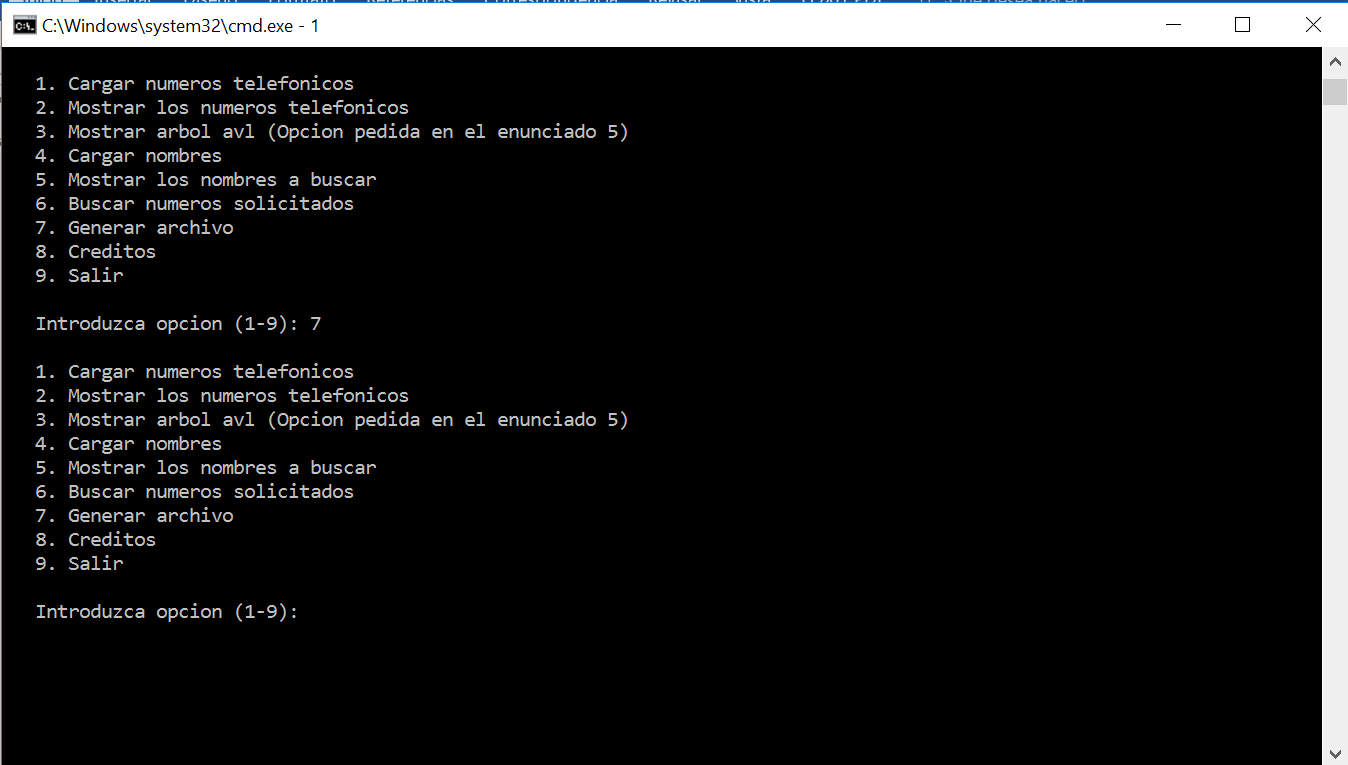 C:\Windows\system32\cmd.exe - 1
1. Cargar numeros telefonicos
2. Mostrar los numeros telefonicos
3. Mostrar arbol avl (Opcion pedida en el enunciado 5)
4. Cargar nombres
5. Mostrar los nombres a buscar
6. Buscar numeros solicitados
7. Generar archivo
8. Creditos
9. Salir
Introduzca opcion (1-9): 7
1. Cargar numeros telefonicos
2. Mostrar los numeros telefonicos
3. Mostrar arbol avl (Opcion pedida en el enunciado 5)
4. Cargar nombres
5. Mostrar los nombres a buscar
6. Buscar numeros solicitados
7. Generar archivo
8. Creditos
9. Salir
Introduzca opcion (1-9):